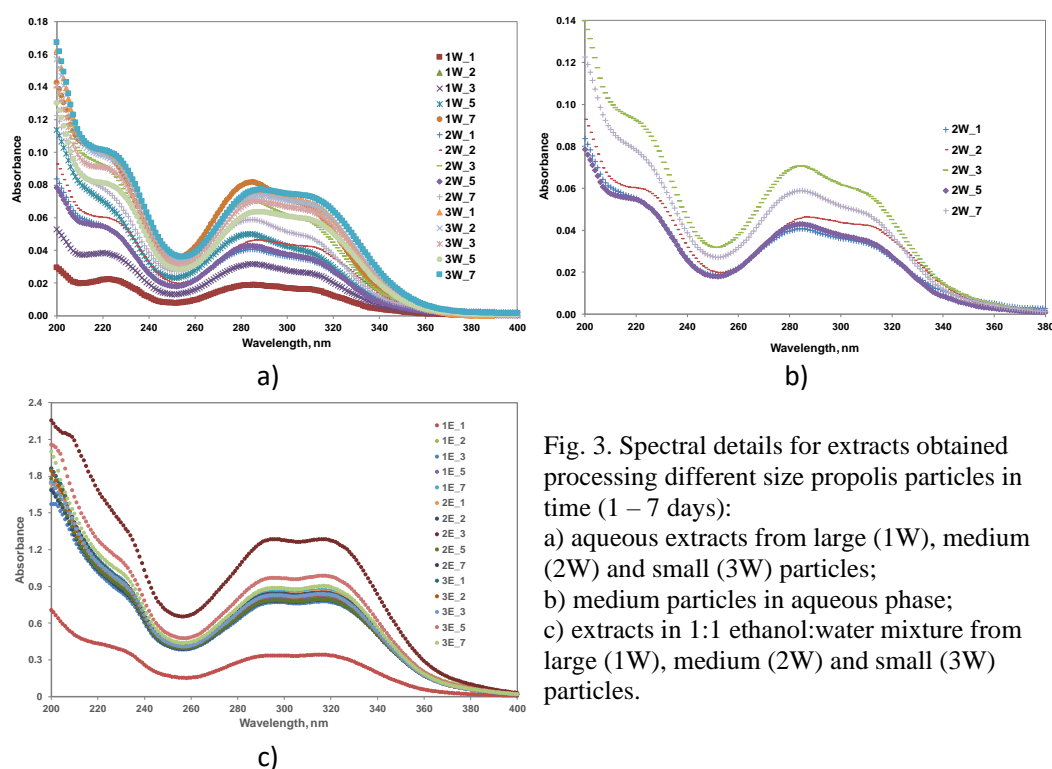 0.18
0.16
0.14
0.12
0.10
0.08
0.06
0.04
0.02
0.00
Absorbance
200 220 240 260 280 300 320 340 360 380 400
Wavelength, nm
1W_1
1W_2
1W_3
1W_5
1W_7
2W_1
2W_2
2W_3
2W_5
2W_7
3W_1
3W_2
3W_3
3W_5
3W_7
a)
0.14
0.12
0.10
0.08
0.06
0.04
0.02
0.00
Absorbance
200 220 240 260 280 300 320 340 360 380
Wavelength, nm
2W_1
2W_2
2W_3
2W_5
2W_7
b)
2.4
2.1
1.8
1.5
1.2
0.9
0.6
0.3
0
Absorbance
200 220 240 260 280 300 320 340 360 380 400
Wavelength, nm
1E_1
1E_2
1E_3
1E_5
1E_7
2E_1
2E_2
2E_3
2E_5
2E_7
3E_1
3E_2
3E_3
3E_5
3E_7
c)
Fig. 3. Spectral details for extracts obtained
processing different size propolis particles in
time (1 – 7 days):
a) aqueous extracts from large (1W), medium
(2W) and small (3W) particles;
b) medium particles in aqueous phase;
c) extracts in 1:1 ethanol:water mixture from
large (1W), medium (2W) and small (3W)
particles.